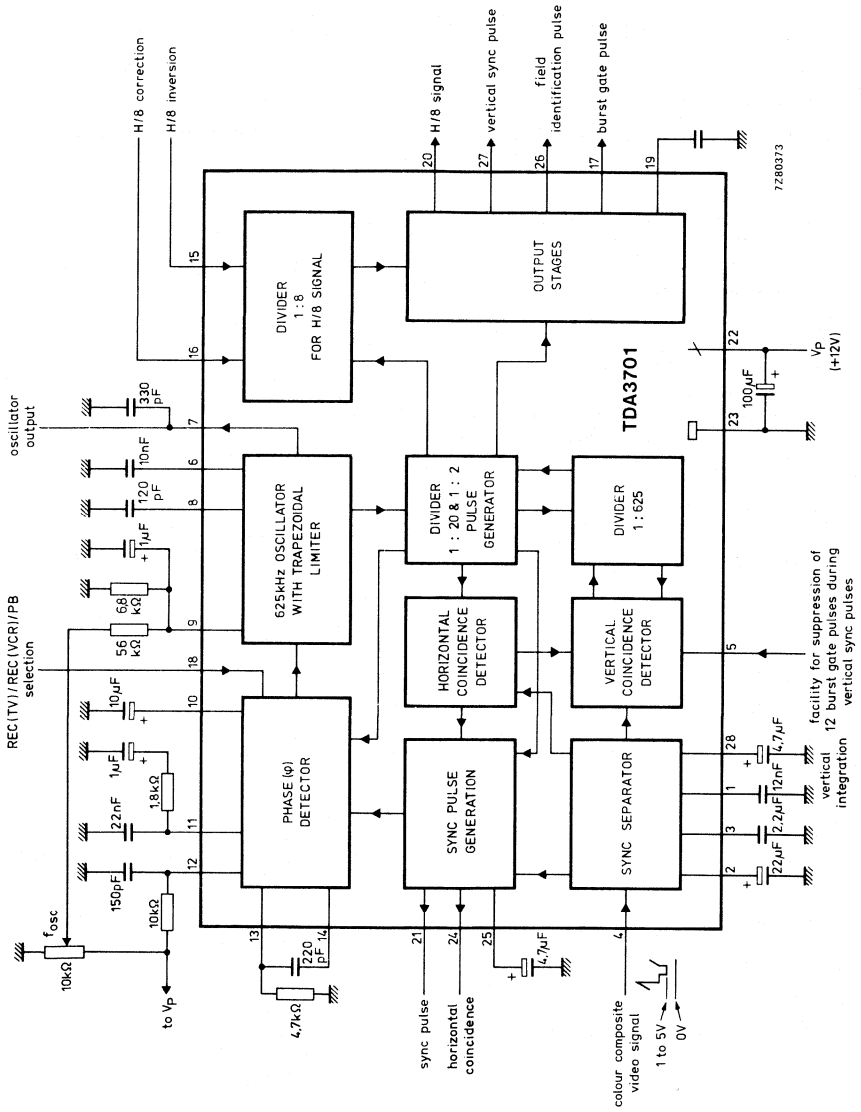 REC(TV)/REC(VCR)/PB
selection
oscillator
output
H/8 correction
H/8 inversion
10kΩ
fosc
to Vp
150pF
10kΩ
22nF
1,8kΩ
1µF
+
10µF
+
56
kΩ
6,8
kΩ
1µF
+
120
pF
10nF
330
pF
12
11
10
18
9
8
6
7
16
15
13
14
4,7kΩ
220
pF
PHASE (φ)
DETECTOR
625kHz OSCILLATOR
WITH TRAPEZOIDAL
LIMITER
DIVIDER
1 : 8
FOR H/8 SIGNAL
20
H/8 signal
27
vertical sync pulse
26
field
identification pulse
17
burst gate pulse
19
21
sync pulse
24
horizontal
coincidence
25
+
4,7µF
SYNC PULSE
GENERATION
HORIZONTAL
COINCIDENCE
DETECTOR
DIVIDER
1 : 20 & 1 : 2
PULSE
GENERATOR
OUTPUT
STAGES
4
colour composite
video signal
1 to 5V
0V
SYNC SEPARATOR
VERTICAL
COINCIDENCE
DETECTOR
DIVIDER
1 : 625
TDA3701
2
3
1
28
5
23
22
+
22µF
2,2µF
12nF
+
4,7µF
vertical
integration
facility for suppression of
12 burst gate pulses during
vertical sync pulses
100µF
+
Vp
(+12V)
7Z80373